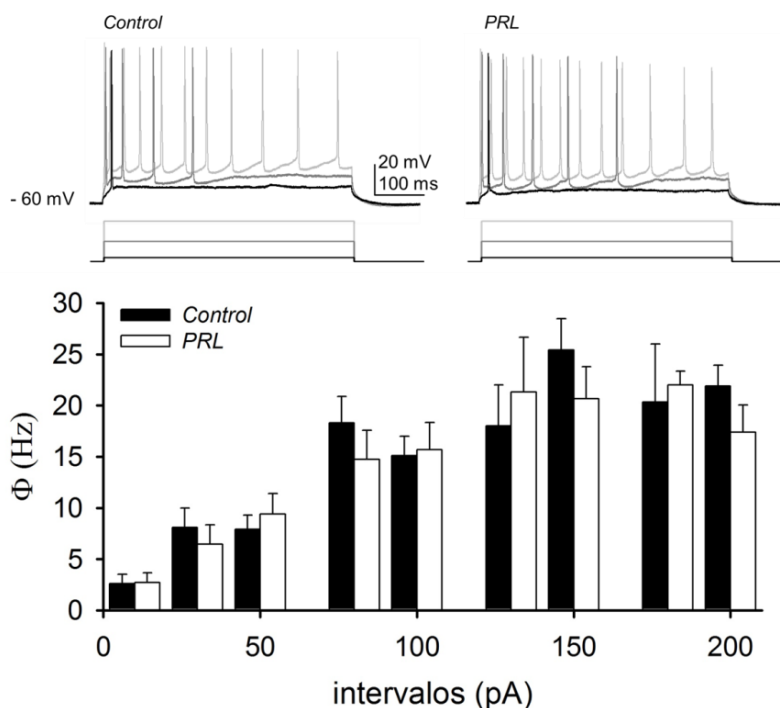 Control
PRL
20 mV
100 ms
- 60 mV
30
25
20
15
10
5
0
Control
PRL
Φ (Hz)
0
50
100
150
200
intervalos (pA)